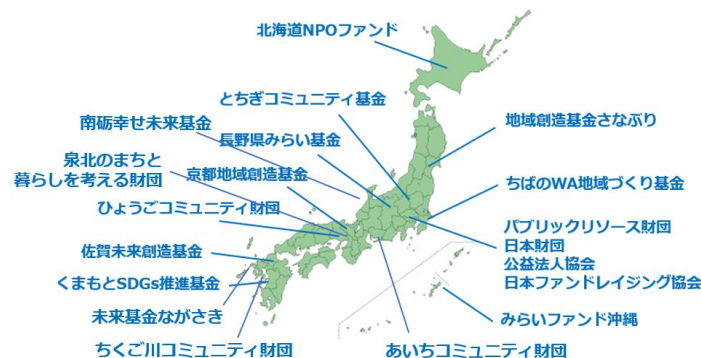 北海道NPOファンド
とちぎコミュニティ基金
南砺幸せ未来基金
長野県みらい基金
地域創造基金さなぶり
泉北のまちと
暮らしを考える財団
京都地域創造基金
ちばのWA地域づくり基金
ひょうごコミュニティ財団
パブリックリソース財団
日本財団
公益法人協会
日本ファンドレイジング協会
佐賀未来創造基金
くまもとSDGs推進基金
未来基金ながさき
みらいファンド沖縄
ちくご川コミュニティ財団
あいちコミュニティ財団